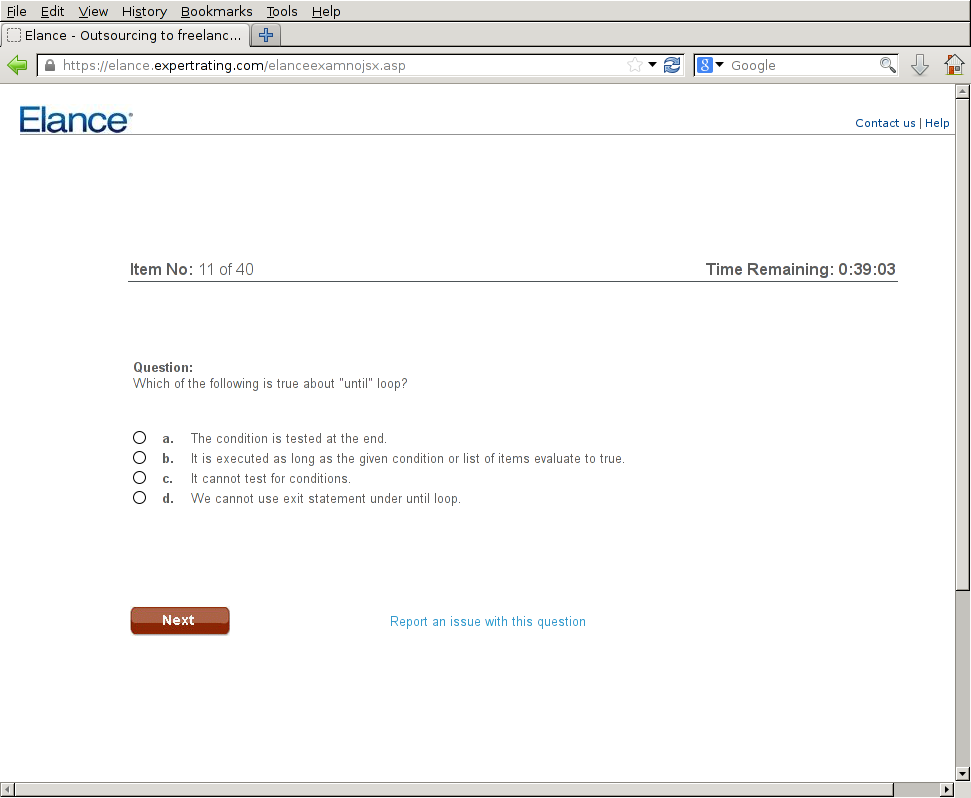 File Edit View History Bookmarks Tools Help
Elance - Outsourcing to freelanc...
https://elance.expertrating.com/elanceexamnojsx.asp
8 Google
Elance
Contact us | Help
Item No: 11 of 40
Time Remaining: 0:39:03
Question:
Which of the following is true about "until" loop?
a. The condition is tested at the end.
b. It is executed as long as the given condition or list of items evaluate to true.
c. It cannot test for conditions.
d. We cannot use exit statement under until loop.
Next
Report an issue with this question